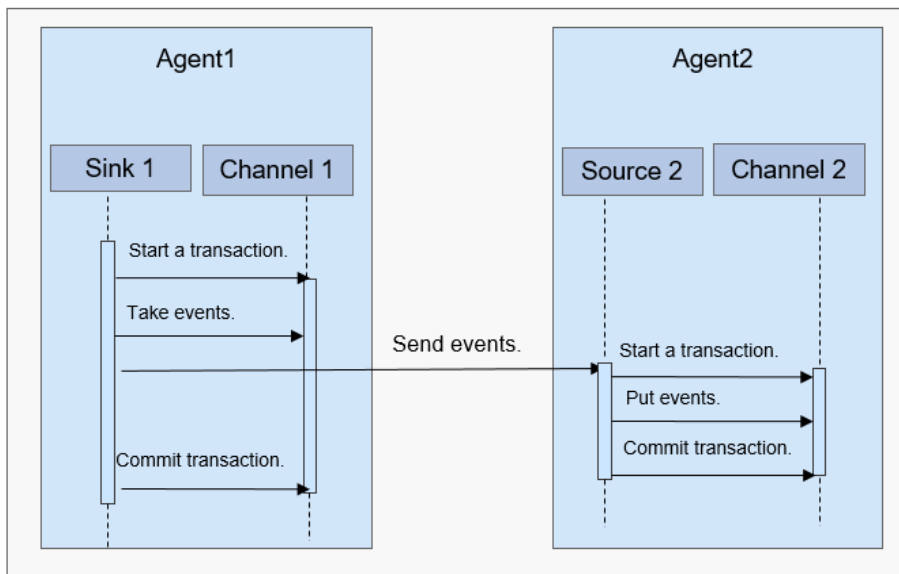 Agent1
Agent2
Sink 1
Channel 1
Source 2
Channel 2
Start a transaction.
Take events.
Send events.
Start a transaction.
Put events.
Commit transaction.
Commit transaction.